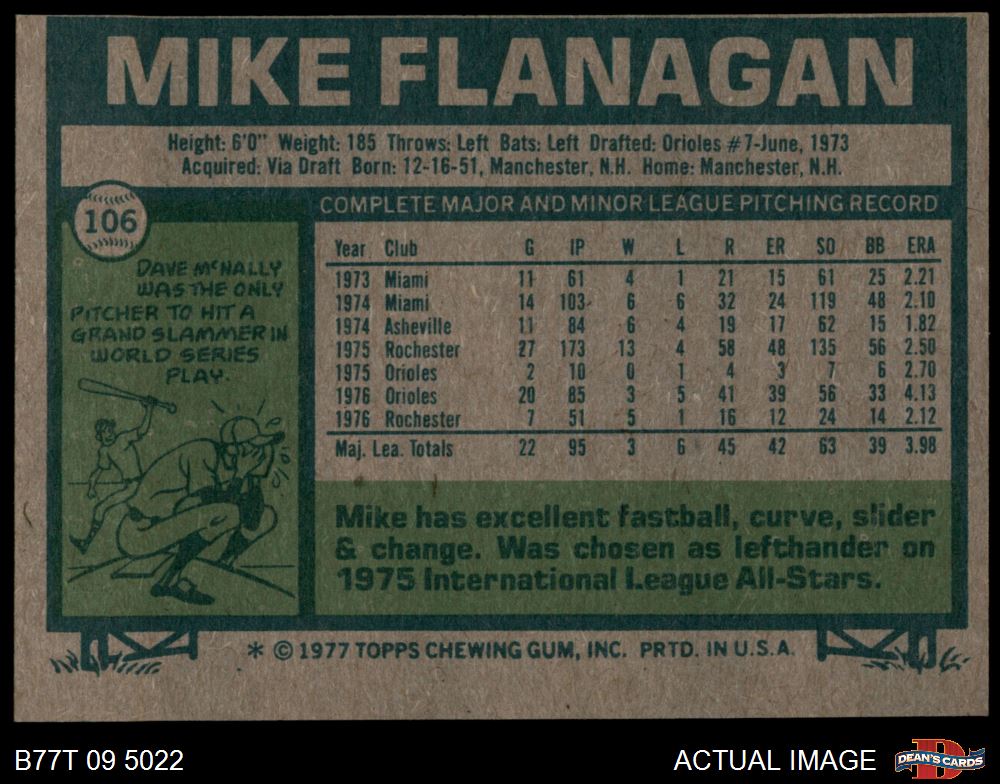 MIKE FLANAGAN
Height: 6'0" Weight: 185 Throws: Left Bats: Left Drafted: Orioles #7-June, 1973
Acquired: Via Draft Born: 12-16-51, Manchester, N.H. Home: Manchester, N.H.
106
DAVE McNALLY
WAS THE ONLY
PITCHER TO HIT A
GRAND SLAMMER IN
WORLD SERIES
PLAY.
COMPLETE MAJOR AND MINOR LEAGUE PITCHING RECORD
Year Club G IP W L R ER SO BB ERA
1973 Miami 11 61 4 1 21 15 61 25 2.21
1974 Miami 14 103 6 6 32 24 119 48 2.10
1974 Asheville 11 84 6 4 19 17 62 15 1.82
1975 Rochester 27 173 13 4 58 48 135 56 2.50
1975 Orioles 2 10 0 1 4 3 7 6 2.70
1976 Orioles 20 85 3 5 41 39 56 33 4.13
1976 Rochester 7 51 5 1 16 12 24 14 2.12
Maj. Lea. Totals 22 95 3 6 45 42 63 39 3.98
Mike has excellent fastball, curve, slider
& change. Was chosen as lefthander on
1975 International League All-Stars.
* © 1977 TOPPS CHEWING GUM, INC. PRTD. IN U.S.A.
B77T 09 5022
ACTUAL IMAGE
D
DEAN'S CARDS